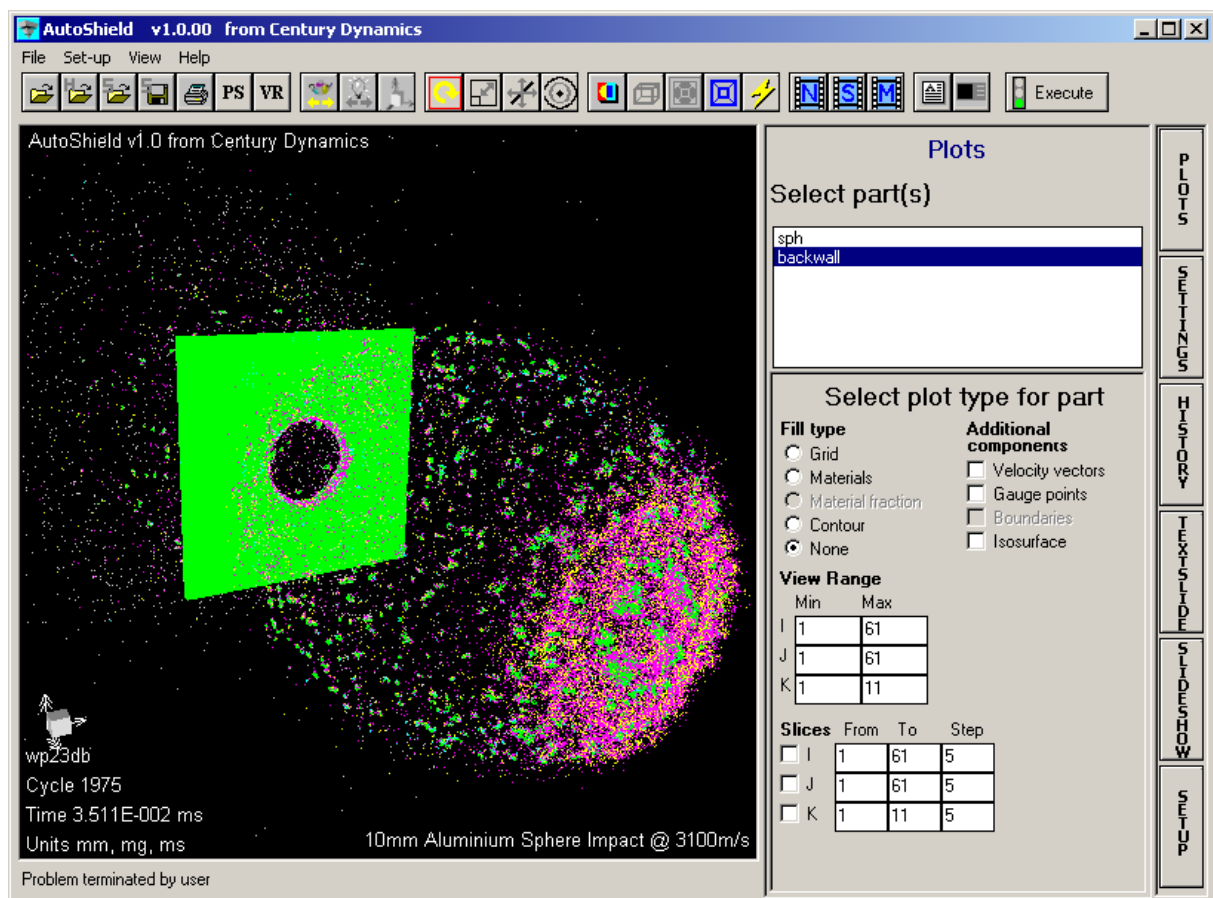 AutoShield v1.0.00 from Century Dynamics
File Set-up View Help
PS VR N S M Execute
AutoShield v1.0 from Century Dynamics
wp23db
Cycle 1975
Time 3.511E-002 ms
Units mm, mg, ms
10mm Aluminium Sphere Impact @ 3100m/s
Problem terminated by user
Plots
Select part(s)
sph
backwall
Select plot type for part
Fill type
Grid
Materials
Material fraction
Contour
None
Additional
components
Velocity vectors
Gauge points
Boundaries
Isosurface
View Range
Min Max
I 1 61
J 1 61
K 1 11
Slices From To Step
I 1 61 5
J 1 61 5
K 1 11 5
PLOTS
SETTINGS
HISTORY
TEXTSLIDE
SLIDESHOW
SETUP